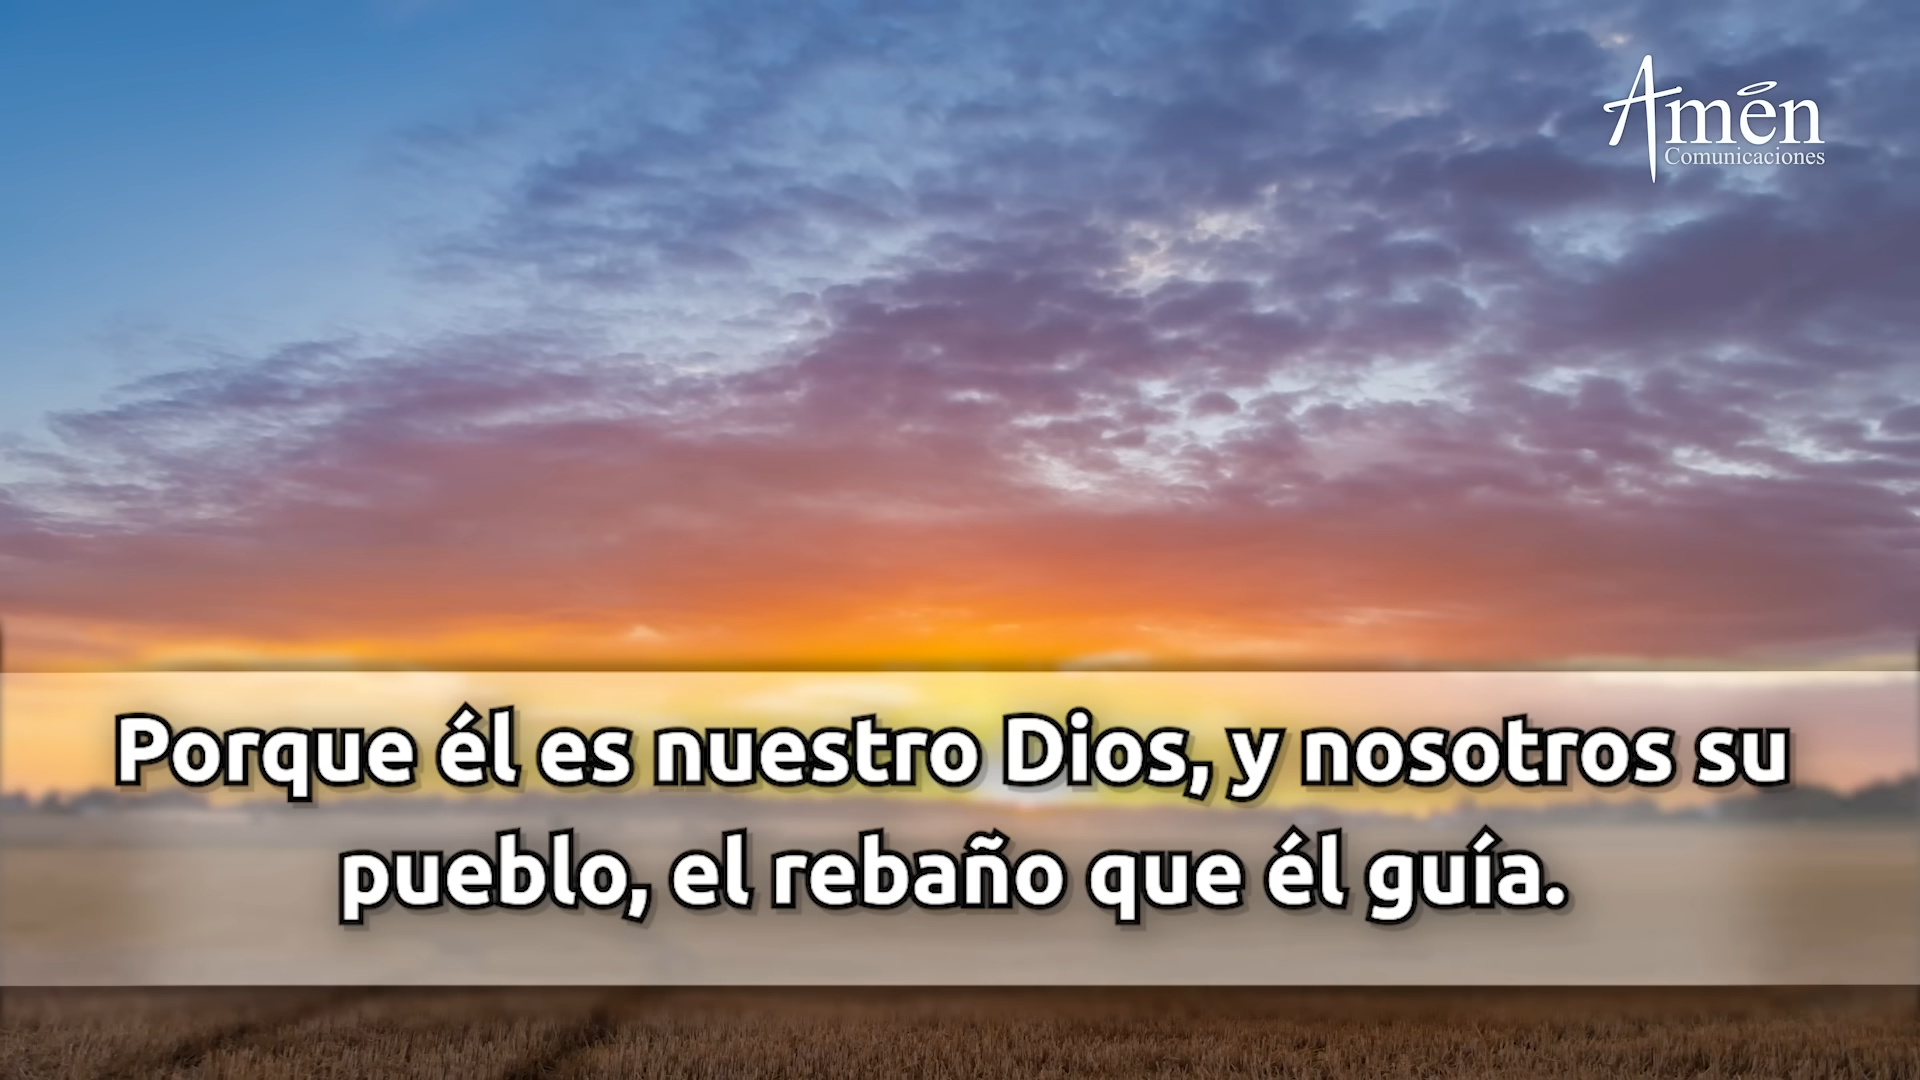 Amén
Comunicaciones
Porque él es nuestro Dios, y nosotros su
pueblo, el rebaño que él guía.